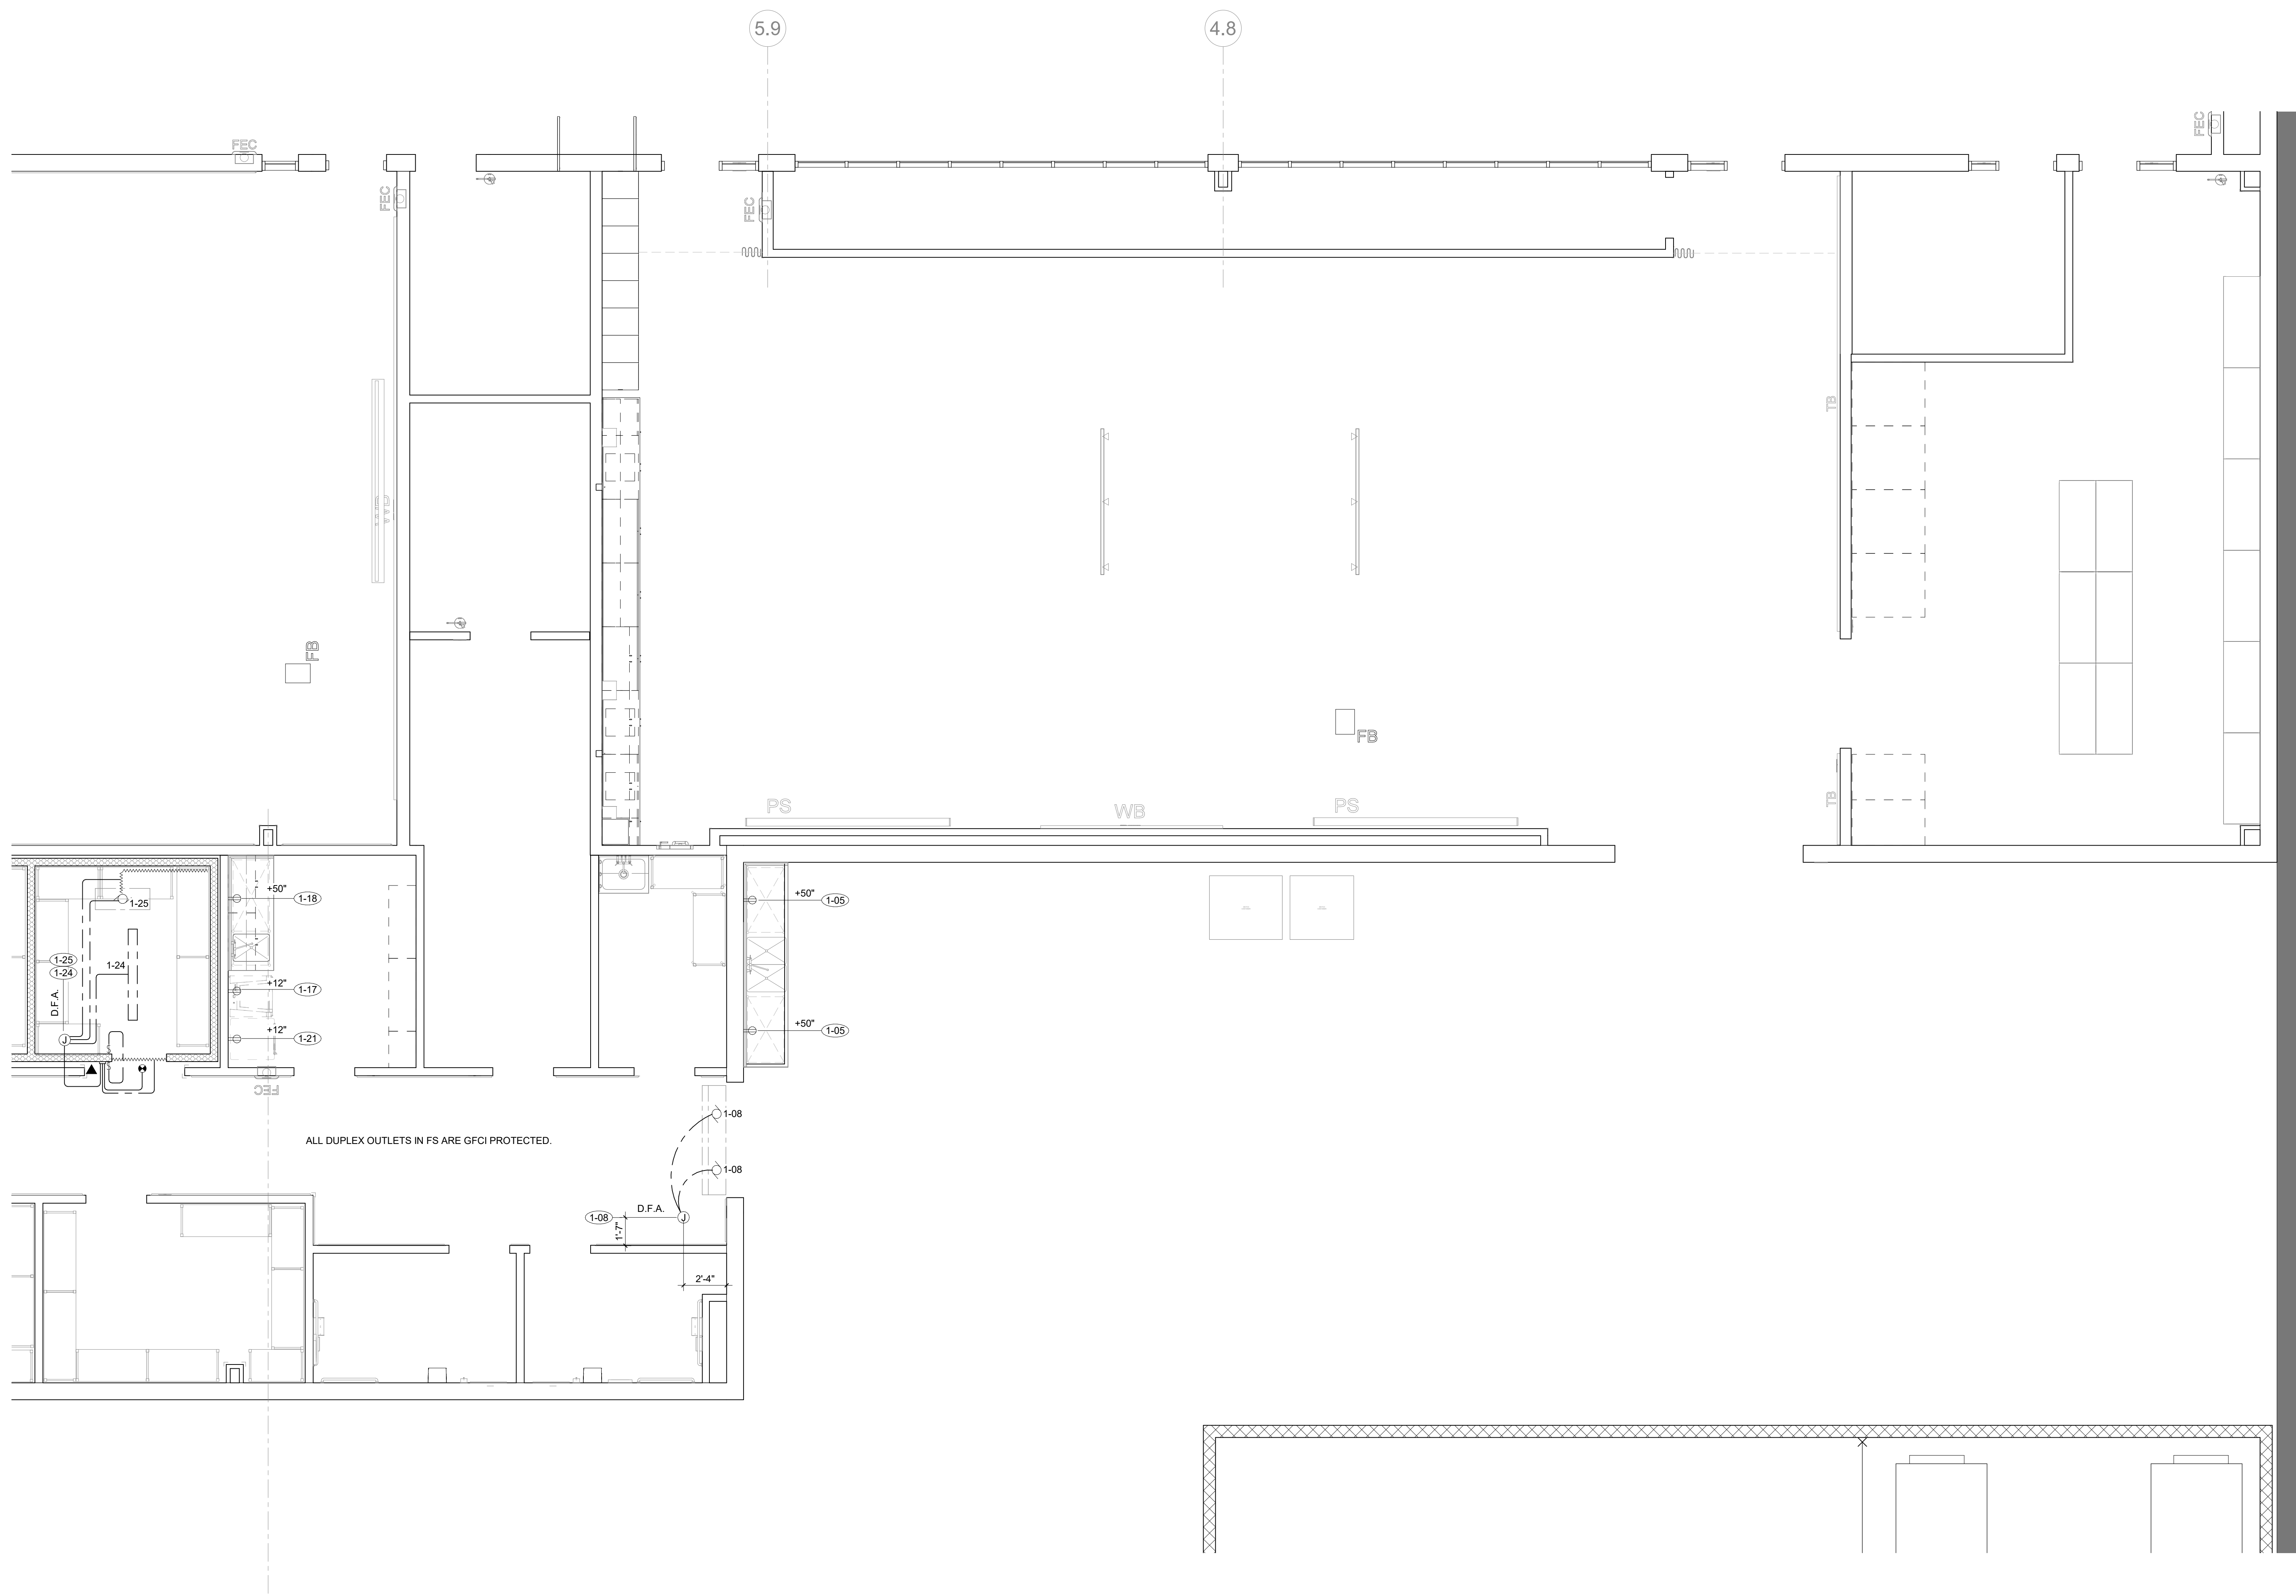 5.9
4.8
FEC
FEC
FEC
FEC
TB
FB
FB
PS
WB
PS
TB
+50"
1-18
+50"
1-05
1-25
1-25
1-24
1-24
D.F.A.
+12"
1-17
+12"
1-21
+50"
1-05
J
FEC
1-08
ALL DUPLEX OUTLETS IN FS ARE GFCI PROTECTED.
1-08
D.F.A.
1-08
J
1'-7"
2'-4"